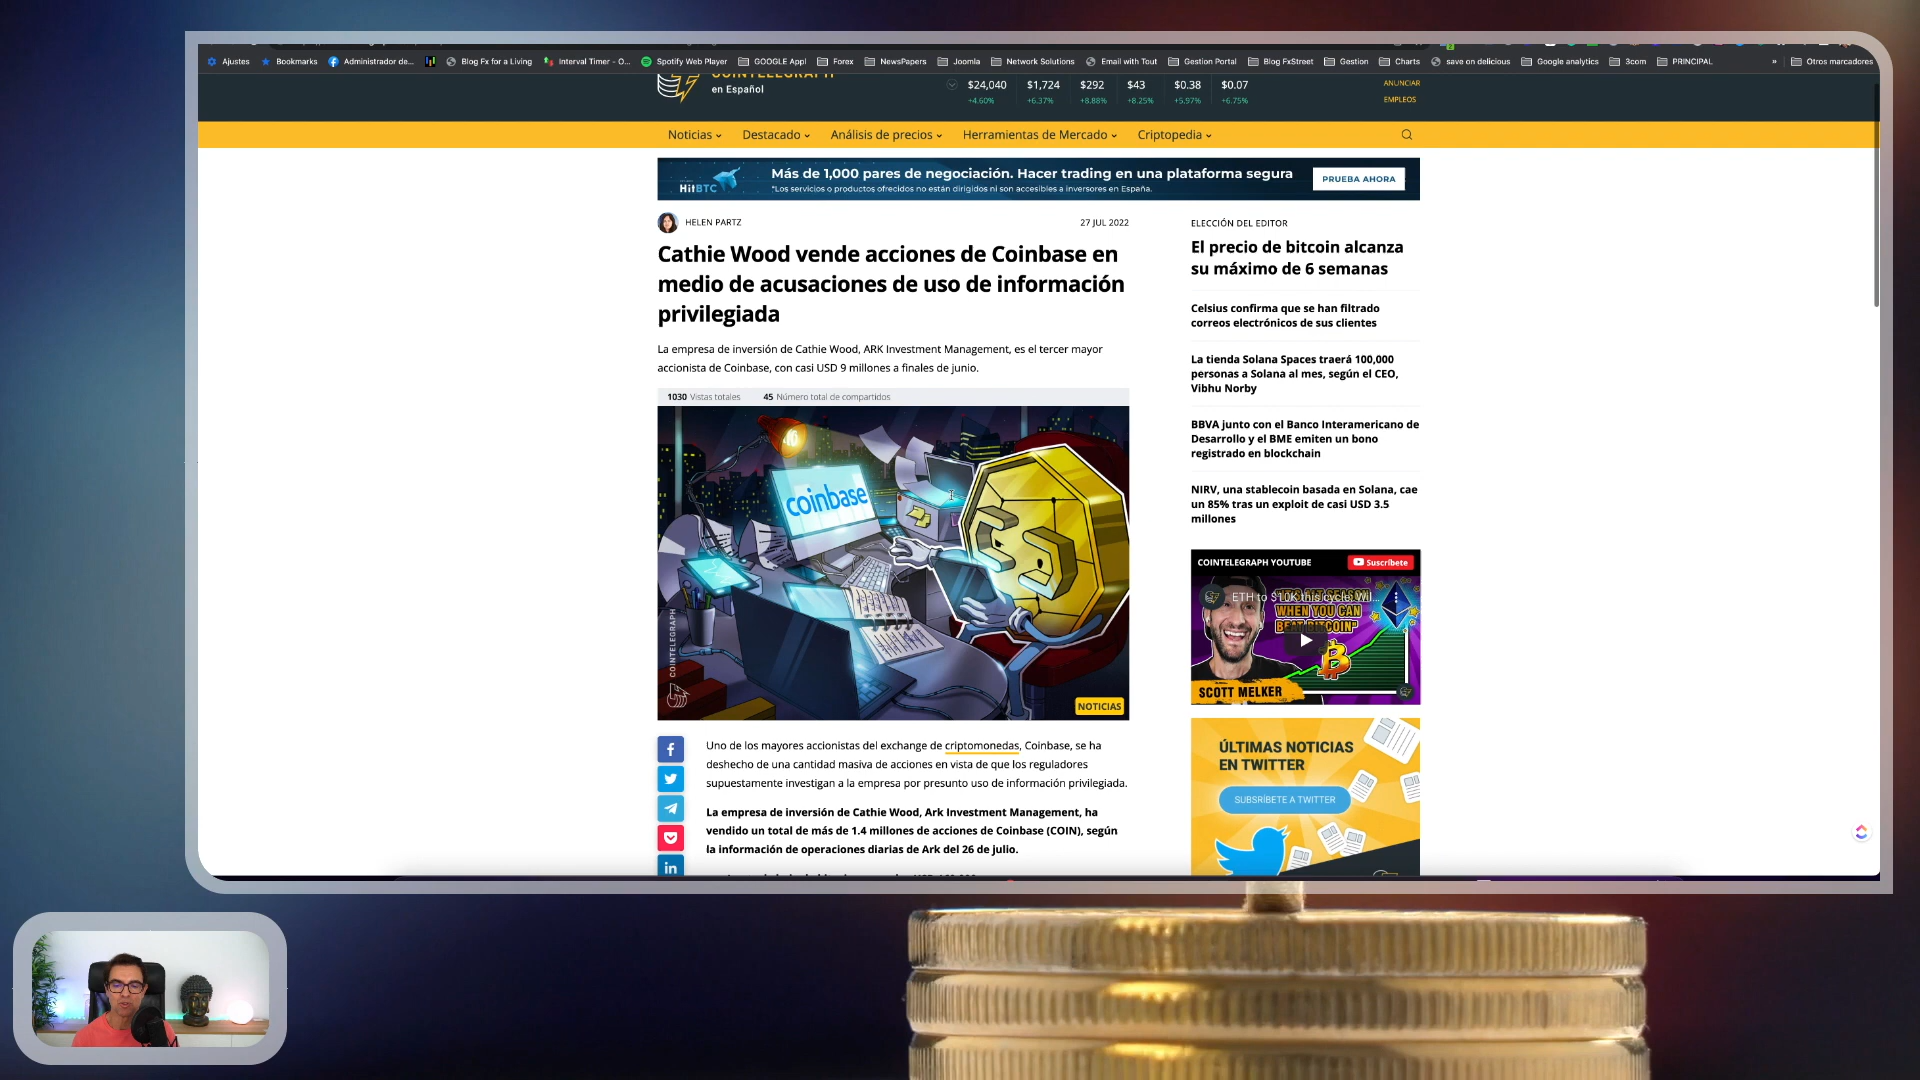 Ajustes
Bookmarks
Administrador de...
Blog Fx for a Living
Interval Timer - O...
Spotify Web Player
GOOGLE Appl
Forex
NewsPapers
Joomla
Network Solutions
Email with Tout
Gestion Portal
Blog FxStreet
Gestion
Charts
save on delicious
Google analytics
3com
PRINCIPAL
»
Otros marcadores
COINTELEGRAPH
en Español
$24,040
+4.60%
$1,724
+6.37%
$292
+8.88%
$43
+8.25%
$0.38
+5.97%
$0.07
+6.75%
ANUNCIAR
EMPLEOS
Noticias
Destacado
Análisis de precios
Herramientas de Mercado
Criptopedia
HitBTC
Más de 1,000 pares de negociación. Hacer trading en una plataforma segura
*Los servicios o productos ofrecidos no están dirigidos ni son accesibles a inversores en España.
PRUEBA AHORA
HELEN PARTZ
27 JUL 2022
Cathie Wood vende acciones de Coinbase en
medio de acusaciones de uso de información
privilegiada
La empresa de inversión de Cathie Wood, ARK Investment Management, es el tercer mayor
accionista de Coinbase, con casi USD 9 millones a finales de junio.
1030 Vistas totales
45 Número total de compartidos
coinbase
COINTELEGRAPH
NOTICIAS
Uno de los mayores accionistas del exchange de criptomonedas, Coinbase, se ha
deshecho de una cantidad masiva de acciones en vista de que los reguladores
supuestamente investigan a la empresa por presunto uso de información privilegiada.
La empresa de inversión de Cathie Wood, Ark Investment Management, ha
vendido un total de más de 1.4 millones de acciones de Coinbase (COIN), según
la información de operaciones diarias de Ark del 26 de julio.
ELECCIÓN DEL EDITOR
El precio de bitcoin alcanza
su máximo de 6 semanas
Celsius confirma que se han filtrado
correos electrónicos de sus clientes
La tienda Solana Spaces traerá 100,000
personas a Solana al mes, según el CEO,
Vibhu Norby
BBVA junto con el Banco Interamericano de
Desarrollo y el BME emiten un bono
registrado en blockchain
NIRV, una stablecoin basada en Solana, cae
un 85% tras un exploit de casi USD 3.5
millones
COINTELEGRAPH YOUTUBE
Suscríbete
ETH to $10K this cycle, Wil...
WHEN YOU CAN
BEAT BITCOIN"
SCOTT MELKER
ÚLTIMAS NOTICIAS
EN TWITTER
SUBSRÍBETE A TWITTER